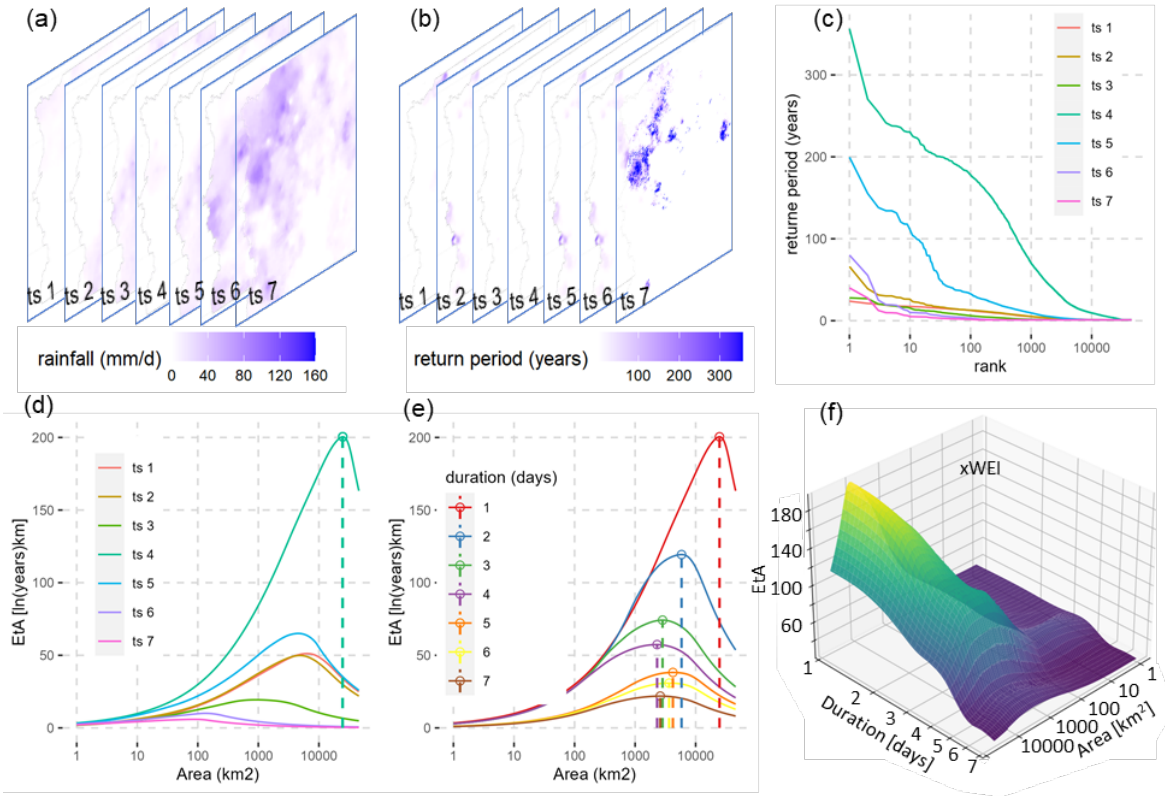 (a)
ts 1
ts 2
ts 3
ts 4
ts 5
ts 6
ts 7
rainfall (mm/d)
0 40 80 120 160
(b)
ts 1
ts 2
ts 3
ts 4
ts 5
ts 6
ts 7
return period (years)
100 200 300
(c)
returne period (years)
300
200
100
0
1 10 100 1000 10000
rank
ts 1
ts 2
ts 3
ts 4
ts 5
ts 6
ts 7
(d)
EtA [ln(years)km]
200
150
100
50
0
ts 1
ts 2
ts 3
ts 4
ts 5
ts 6
ts 7
1 10 100 1000 10000
Area (km2)
(e)
EtA [ln(years)km]
200
150
100
50
0
duration (days)
1
2
3
4
5
6
7
1 10 100 1000 10000
Area (km2)
(f)
xWEI
EtA
180
140
100
60
1 2 3 4 5 6 7
Duration [days]
10000 1000 100 10 1
Area [km²]